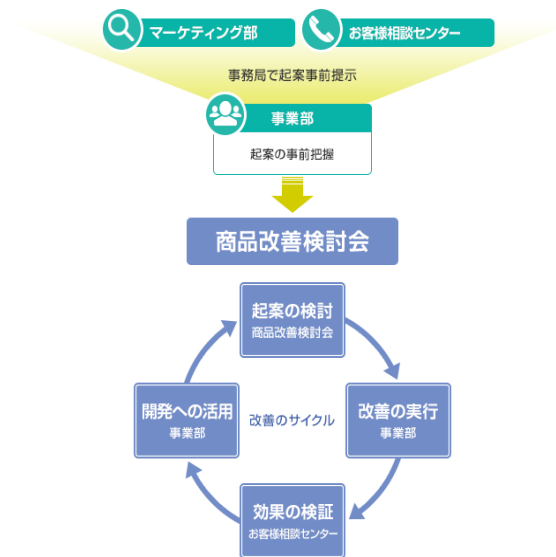 マーケティング部
お客様相談センター
事務局で起案事前提示
事業部
起案の事前把握
商品改善検討会
起案の検討
商品改善検討会
開発への活用
事業部
改善のサイクル
改善の実行
事業部
効果の検証
お客様相談センター